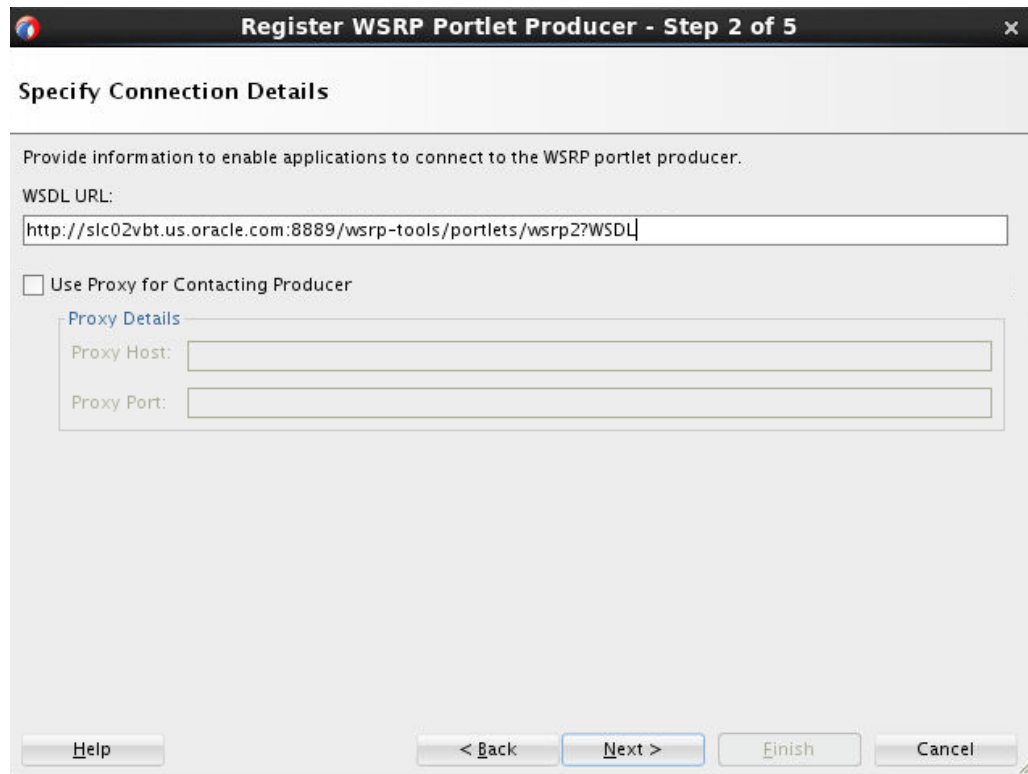 Register WSRP Portlet Producer - Step 2 of 5
Specify Connection Details
Provide information to enable applications to connect to the WSRP portlet producer.
WSDL URL:
http://slc02vbt.us.oracle.com:8889/wsrp-tools/portlets/wsrp2?WSDL
Use Proxy for Contacting Producer
Proxy Details
Proxy Host:
Proxy Port:
Help
< Back
Next >
Finish
Cancel